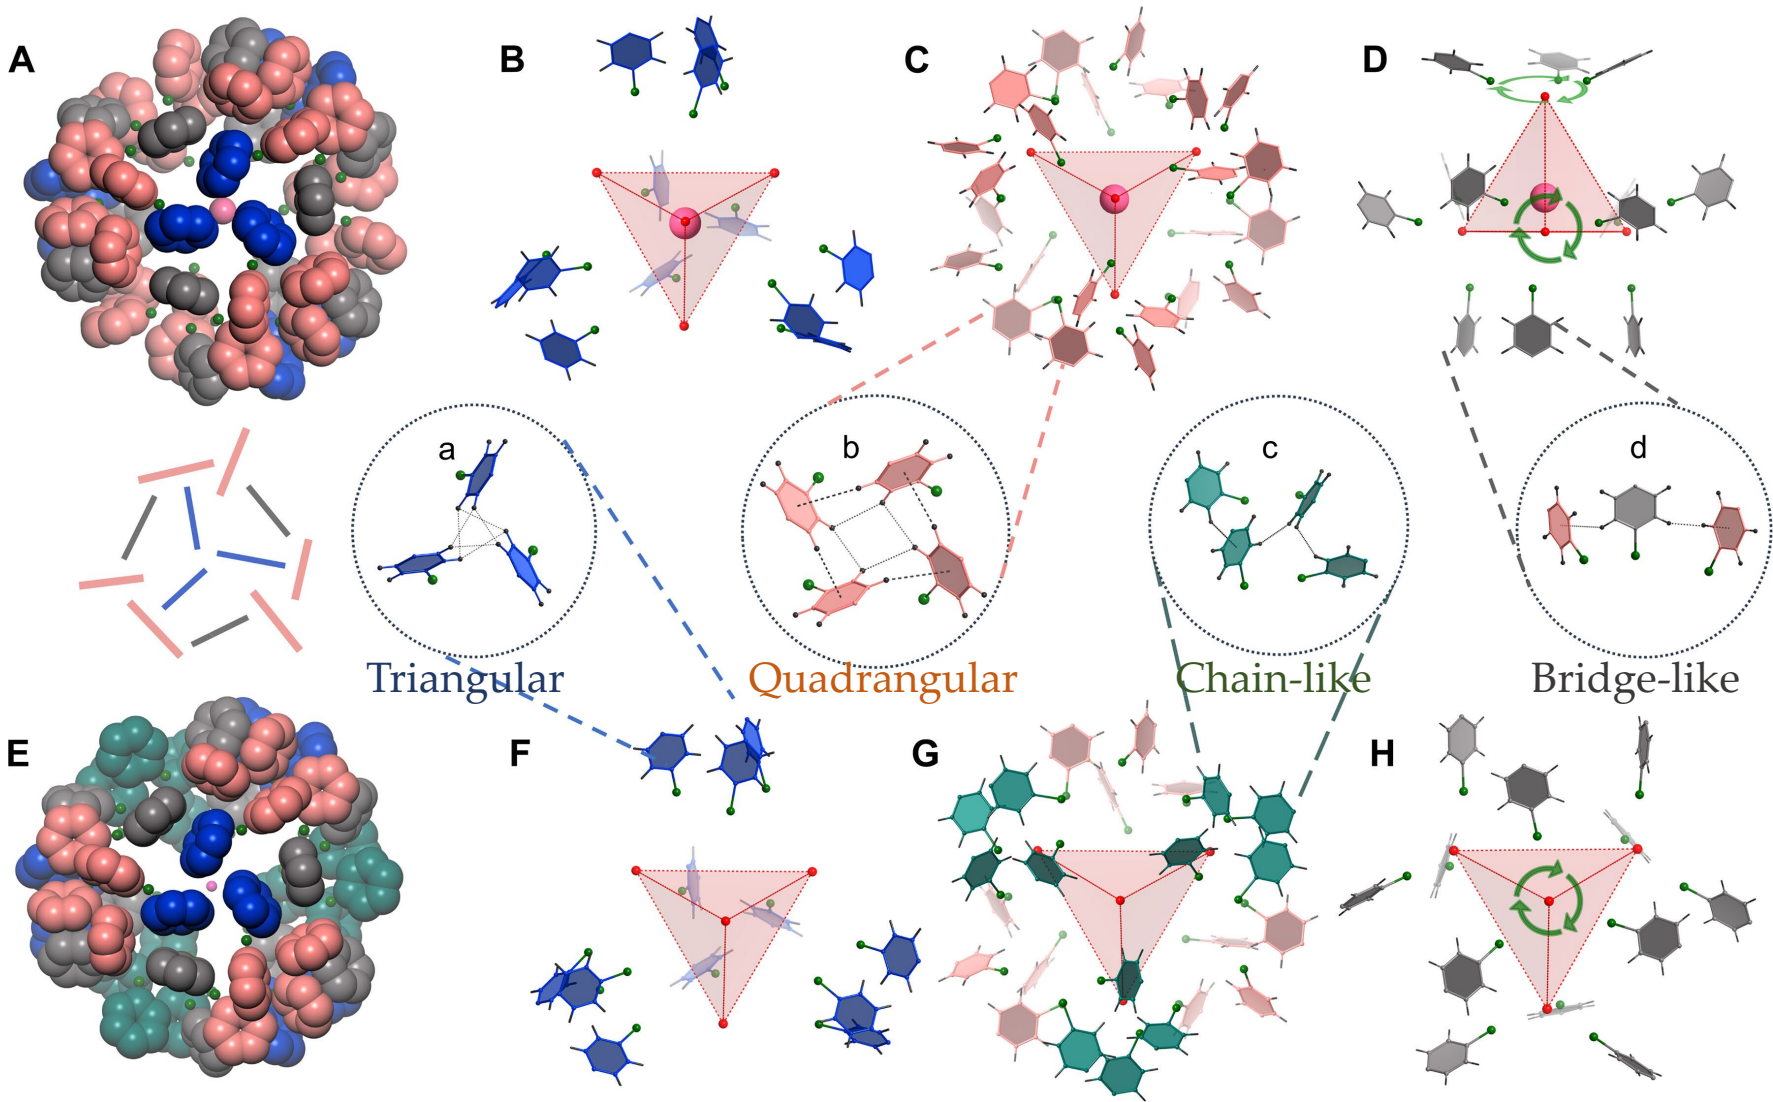 A
B
C
D
a
b
c
d
Triangular
Quadrangular
Chain-like
Bridge-like
E
F
G
H